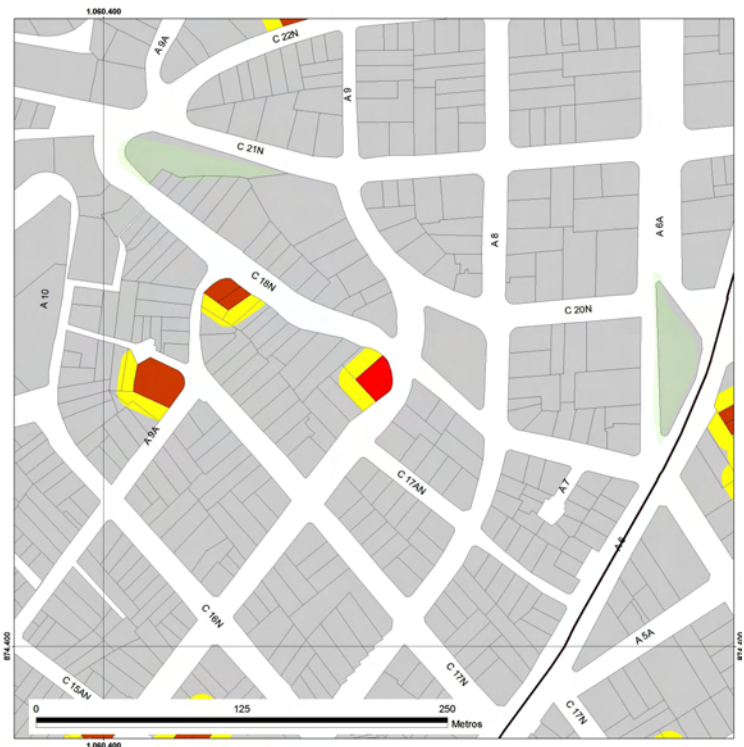 1.060.400
A 9A
C 22N
A 9
C 21N
A 6A
A 8
C 18N
A 10
C 20N
A 9A
C 17AN
A 7
A 6
C 16N
A 5A
874.400
874.400
C 17N
C 15AN
C 17N
0 125 250
Metros
1.060.400